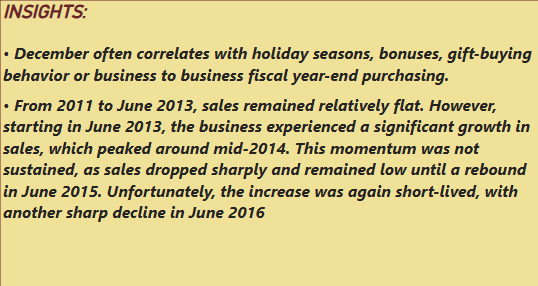 INSIGHTS:
• December often correlates with holiday seasons, bonuses, gift-buying
behavior or business to business fiscal year-end purchasing.
• From 2011 to June 2013, sales remained relatively flat. However,
starting in June 2013, the business experienced a significant growth in
sales, which peaked around mid-2014. This momentum was not
sustained, as sales dropped sharply and remained low until a rebound
in June 2015. Unfortunately, the increase was again short-lived, with
another sharp decline in June 2016